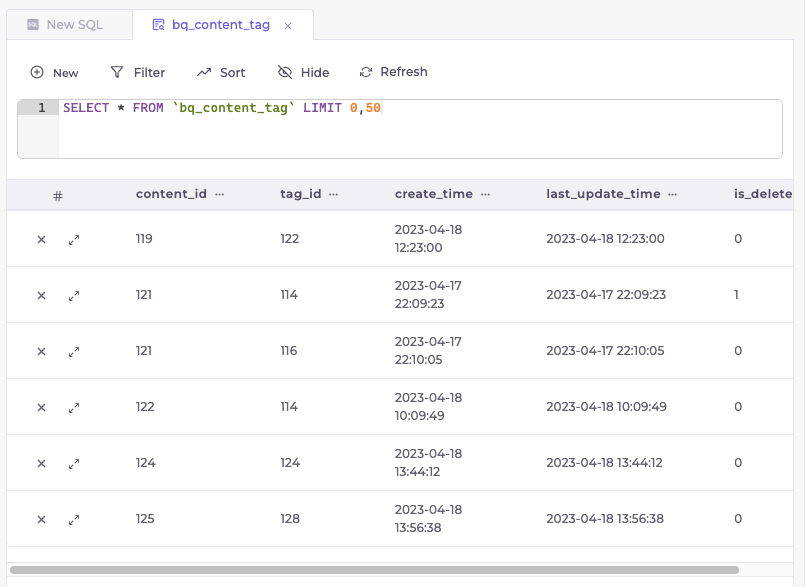 SQL New SQL bq_content_tag ×
New Filter Sort Hide Refresh
1 SELECT * FROM `bq_content_tag` LIMIT 0,50
# content_id ··· tag_id ··· create_time ··· last_update_time ··· is_delete
119 122 2023-04-18 12:23:00 2023-04-18 12:23:00 0
121 114 2023-04-17 22:09:23 2023-04-17 22:09:23 1
121 116 2023-04-17 22:10:05 2023-04-17 22:10:05 0
122 114 2023-04-18 10:09:49 2023-04-18 10:09:49 0
124 124 2023-04-18 13:44:12 2023-04-18 13:44:12 0
125 128 2023-04-18 13:56:38 2023-04-18 13:56:38 0